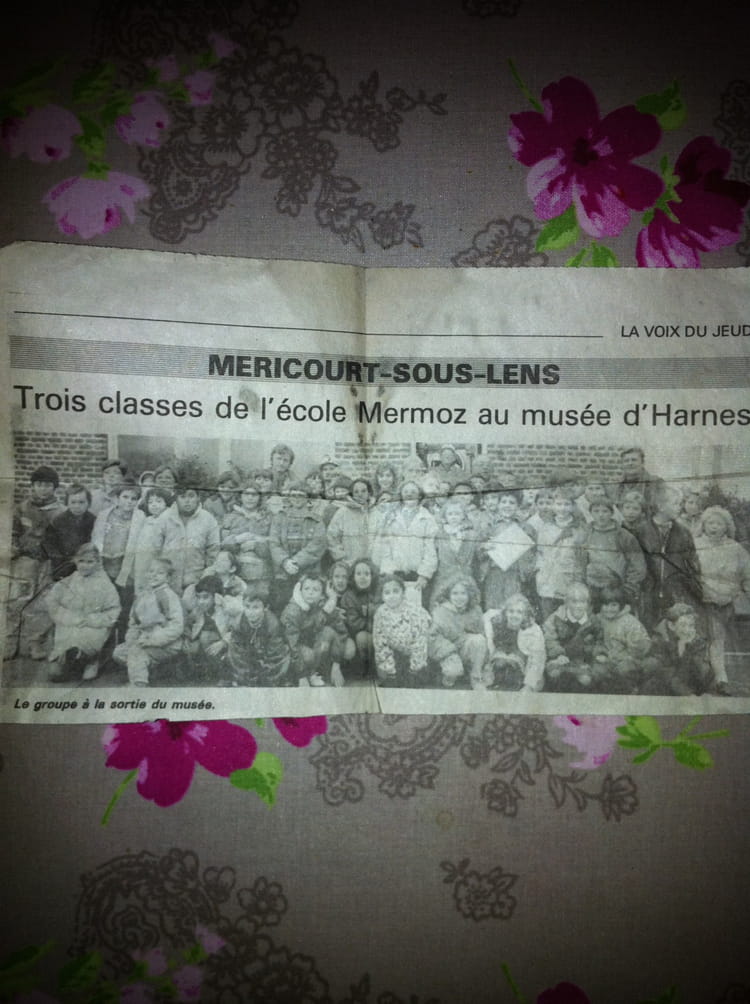 LA VOIX DU JEUD
MERICOURT-SOUS-LENS
Trois classes de l'école Mermoz au musée d'Harnes
Le groupe à la sortie du musée.